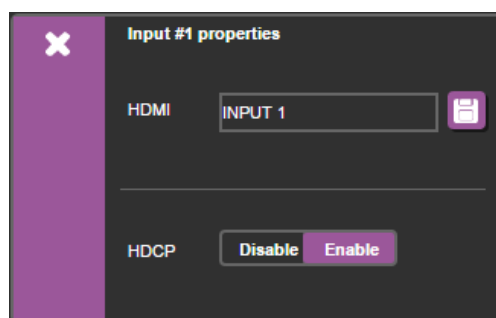 Input #1 properties
HDMI INPUT 1
HDCP Disable Enable